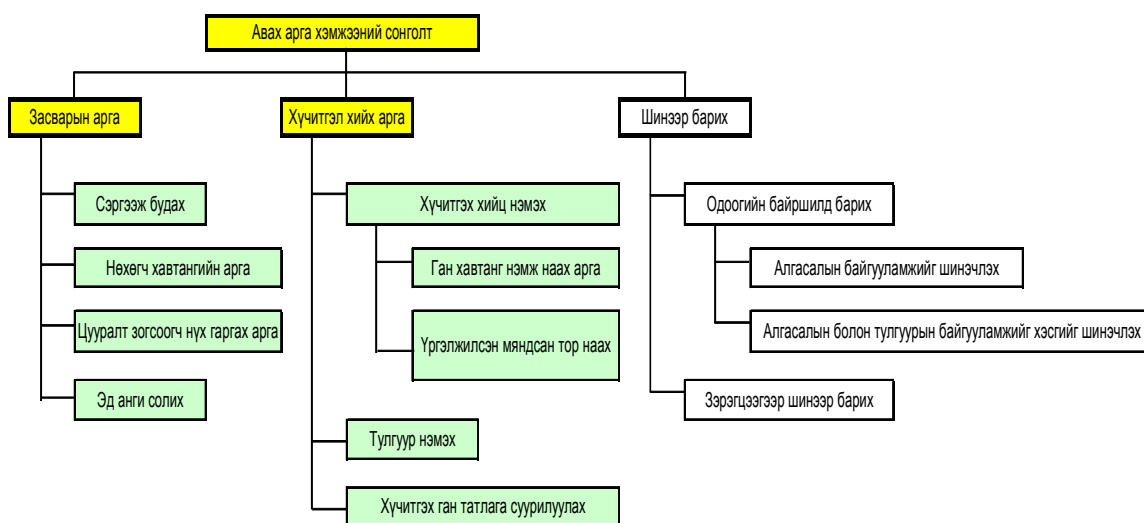 Авах арга хэмжээний сонголт
Засварын арга
Хүчитгэл хийх арга
Шинээр барих
Сэргээж будах
Нөхөгч хавтангийн арга
Цууралт зогсоогч нүх гаргах арга
Эд анги солих
Хүчитгэх хийц нэмэх
Ган хавтанг нэмж наах арга
Үргэлжилсэн мяндсан тор наах
Тулгуур нэмэх
Хүчитгэх ган татлага суурилуулах
Одоогийн байршилд барих
Алгасалын байгууламжийг шинэчлэх
Алгасалын болон тулгуурын байгууламжийг хэсгийг шинэчлэх
Зэрэгцээгээр шинээр барих